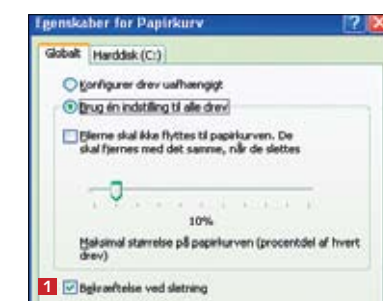 Egenskaber for Papirkurv
Globalt Harddisk (C:)
Konfigurer drev uafhængigt
Brug én indstilling til alle drev
Filerne skal ikke flyttes til papirkurven. De
skal fjernes med det samme, når de slettes
10%
Maksimal størrelse på papirkurven (procentdel af hvert
drev)
1 Bekræftelse ved sletning